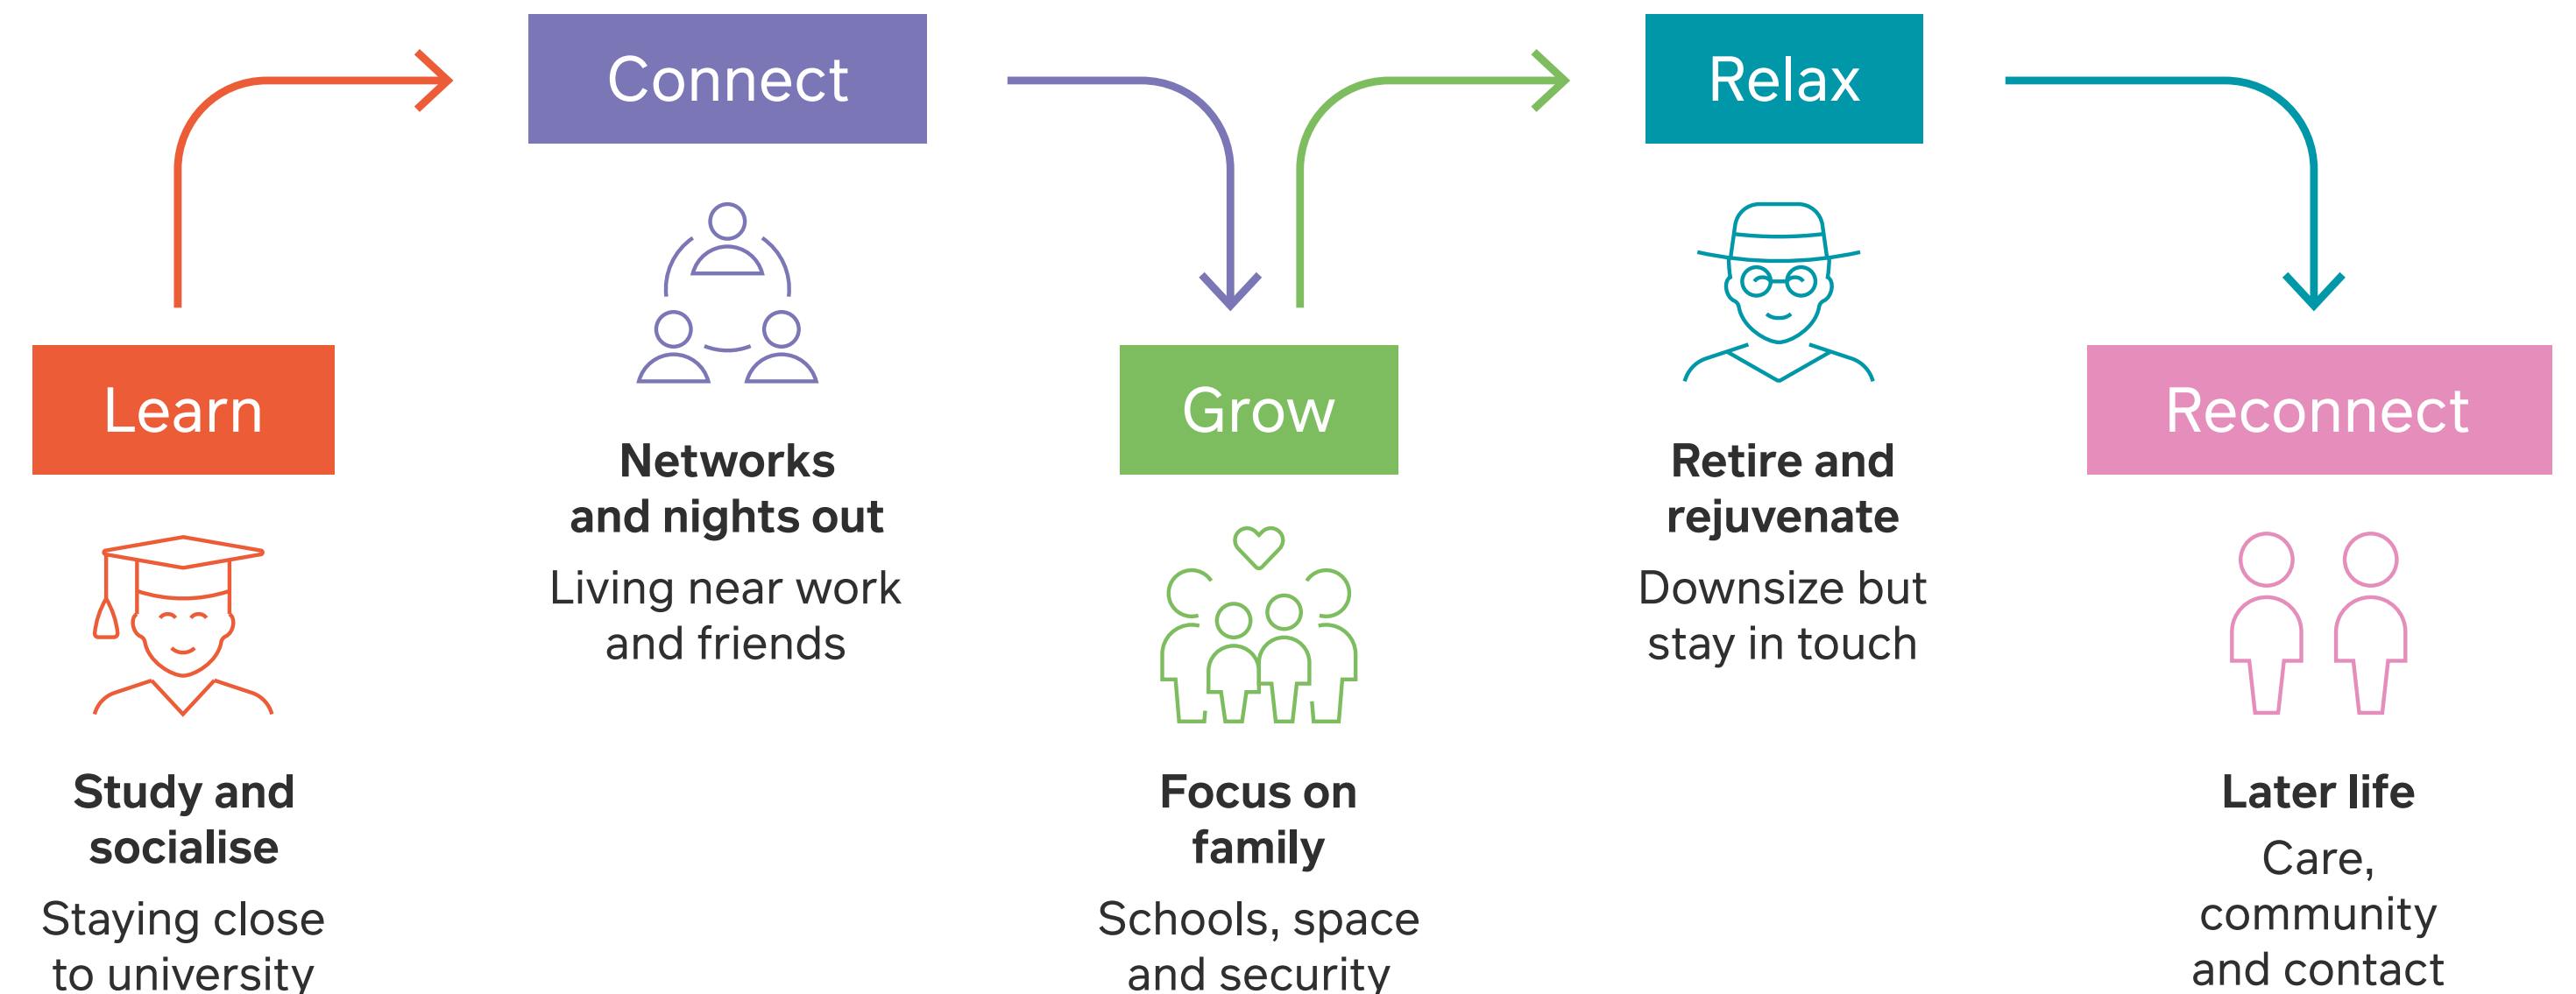 Learn
Study and
socialise
Staying close
to university
Connect
Networks
and nights out
Living near work
and friends
Grow
Focus on
family
Schools, space
and security
Relax
Retire and
rejuvenate
Downsize but
stay in touch
Reconnect
Later life
Care,
community
and contact